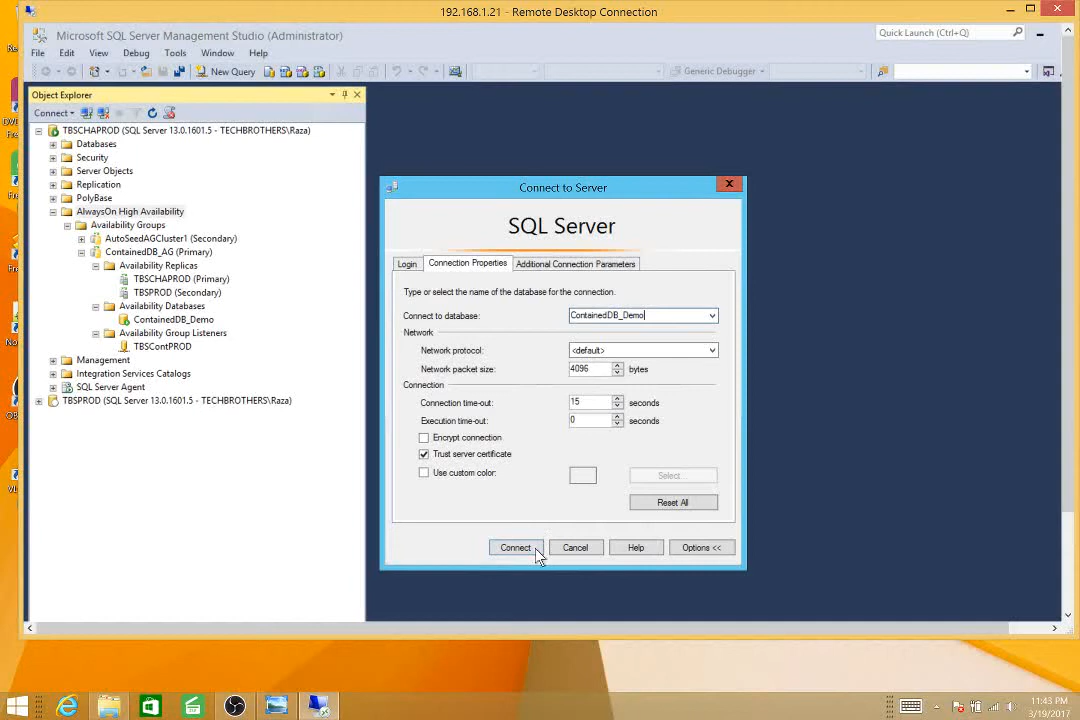 192.168.1.21 - Remote Desktop Connection
Microsoft SQL Server Management Studio (Administrator)
Quick Launch (Ctrl+Q)
File Edit View Debug Tools Window Help
New Query
Generic Debugger
Object Explorer
Connect
TBSCHAPROD (SQL Server 13.0.1601.5 - TECHBROTHERS\Raza)
Databases
Security
Server Objects
Replication
PolyBase
AlwaysOn High Availability
Availability Groups
AutoSeedAGCluster1 (Secondary)
ContainedDB_AG (Primary)
Availability Replicas
TBSCHAPROD (Primary)
TBSPROD (Secondary)
Availability Databases
ContainedDB_Demo
Availability Group Listeners
TBSContPROD
Management
Integration Services Catalogs
SQL Server Agent
TBSPROD (SQL Server 13.0.1601.5 - TECHBROTHERS\Raza)
Connect to Server
SQL Server
Login Connection Properties Additional Connection Parameters
Type or select the name of the database for the connection.
Connect to database: ContainedDB_Demo
Network
Network protocol: <default>
Network packet size: 4096 bytes
Connection
Connection time-out: 15 seconds
Execution time-out: 0 seconds
Encrypt connection
Trust server certificate
Use custom color: Select...
Reset All
Connect Cancel Help Options <<
11:43 PM
3/19/2017